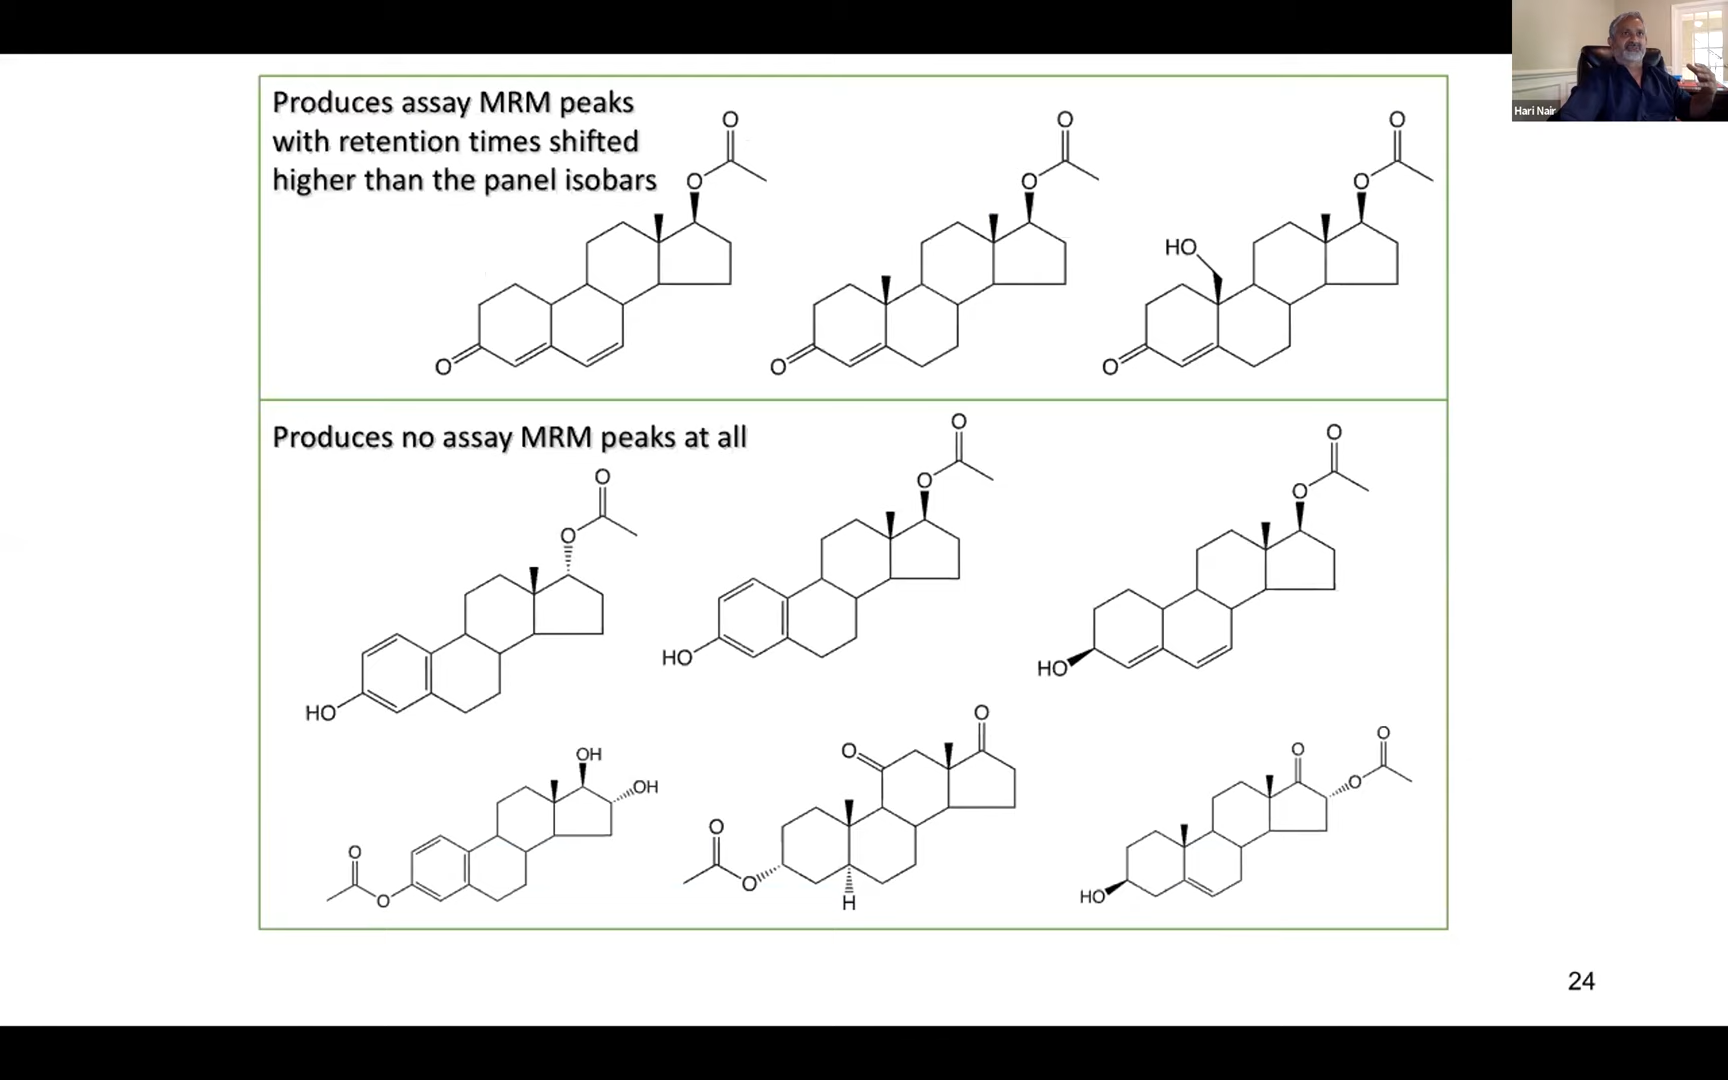 Hari Nair
Produces assay MRM peaks
with retention times shifted
higher than the panel isobars
O
O
O
O
O
O
HO
O
O
O
Produces no assay MRM peaks at all
O
O
HO
O
O
HO
O
O
HO
OH
OH
O
O
O
O
O
O
H
O
O
O
HO
24